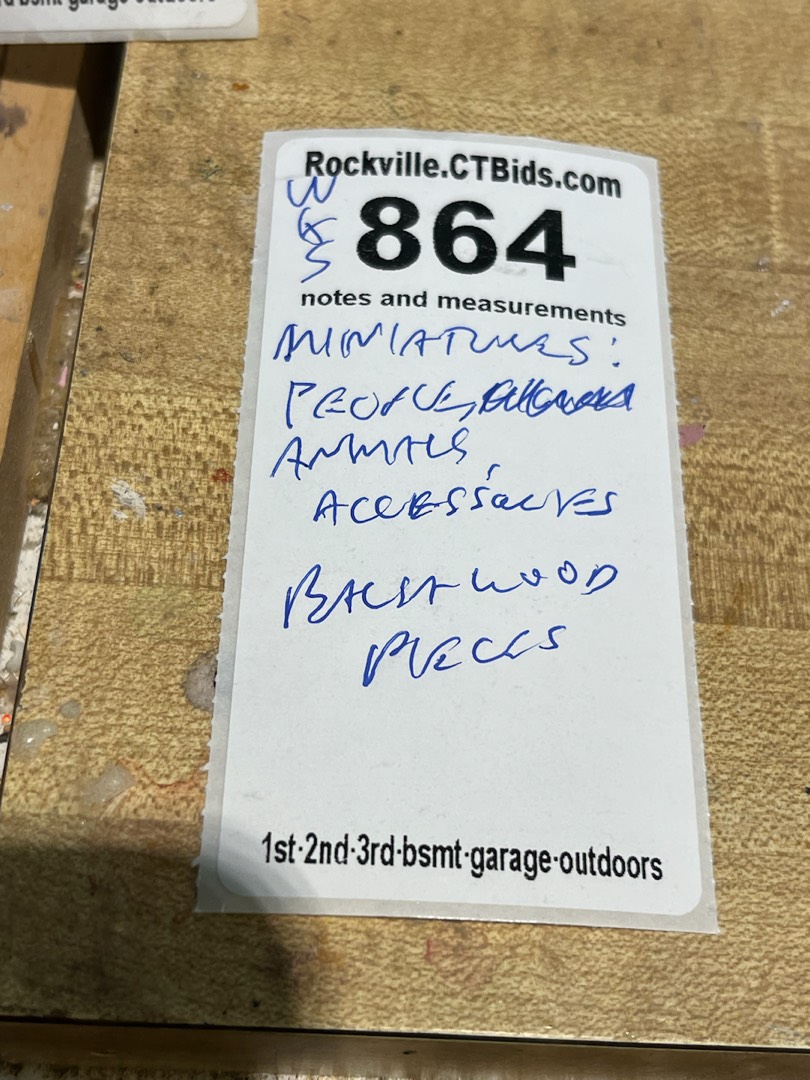 Rockville.CTBids.com
864
notes and measurements
MINIATURES:
PEOPLE,
ANIMALS,
ACCESSORIES
BALSA WOOD
PIECES
1st·2nd·3rd·bsmt·garage·outdoors